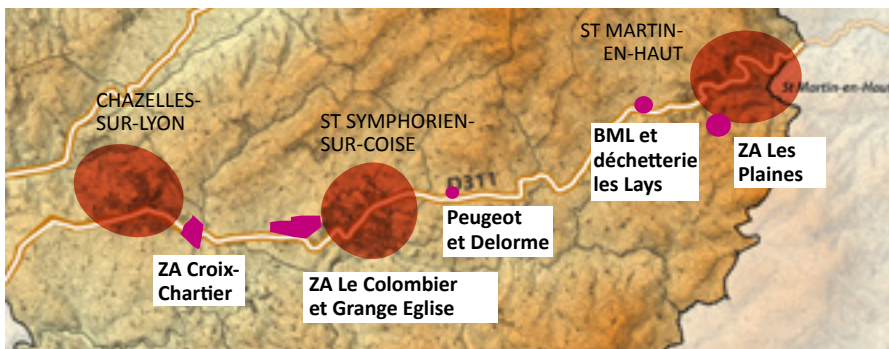 ST MARTIN-
EN-HAUT
St Martin-en-Haut
CHAZELLES-
SUR-LYON
ST SYMPHORIEN-
SUR-COISE
BML et
déchetterie
les Lays
ZA Les
Plaines
D311
Peugeot
et Delorme
ZA Croix-
Chartier
ZA Le Colombier
et Grange Eglise